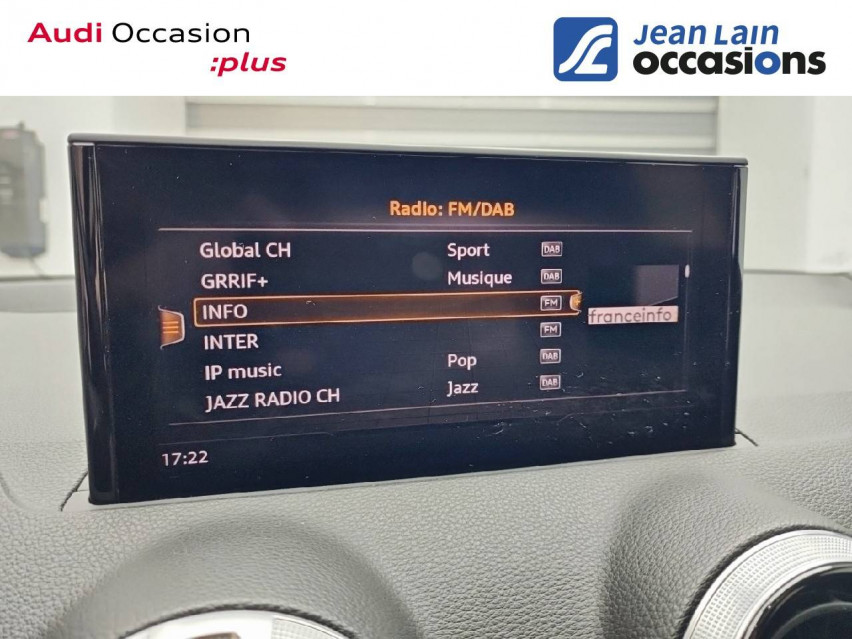 Audi Occasion
:plus
JEAN LAIN
occasions
Radio: FM/DAB
Global CH Sport DAB
GRRIF+ Musique DAB
INFO FM
franceinfo
INTER FM
IP music Pop DAB
JAZZ RADIO CH Jazz DAB
17:22